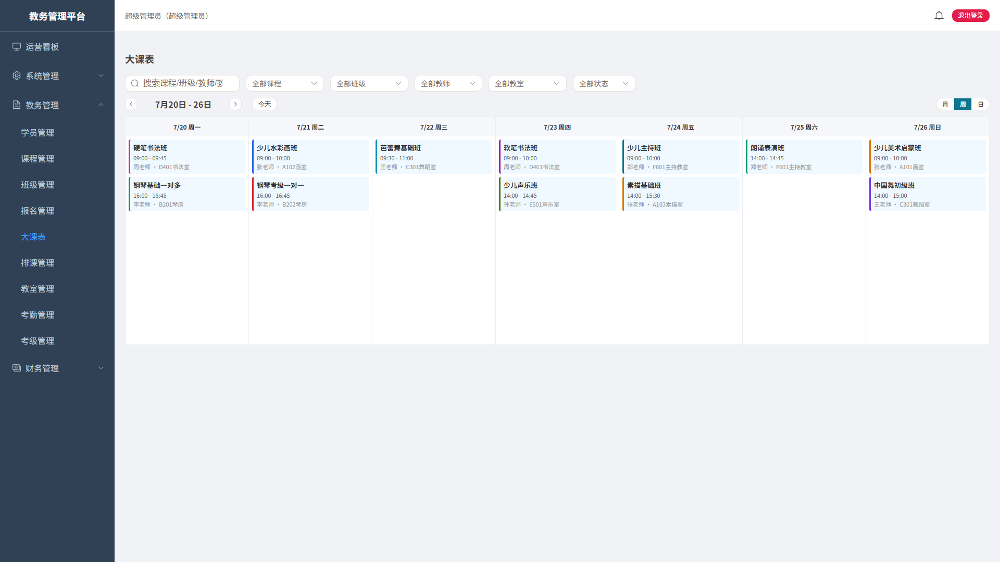 教务管理平台
运营看板
系统管理
教务管理
学员管理
课程管理
班级管理
报名管理
大课表
排课管理
教室管理
考勤管理
考级管理
财务管理
超级管理员（超级管理员）
退出登录
大课表
搜索课程/班级/教师/教
全部课程
全部班级
全部教师
全部教室
全部状态
7月20日 - 26日
今天
月
周
日
7/20 周一
硬笔书法班
09:00 - 09:45
周老师 · D401书法室
钢琴基础一对多
16:00 - 16:45
李老师 · B201琴房
7/21 周二
少儿水彩画班
09:00 - 10:00
张老师 · A102画室
钢琴考级一对一
16:00 - 16:45
李老师 · B202琴房
7/22 周三
芭蕾舞基础班
09:30 - 11:00
王老师 · C301舞蹈室
7/23 周四
软笔书法班
09:00 - 10:00
周老师 · D401书法室
少儿声乐班
14:00 - 14:45
孙老师 · E501声乐室
7/24 周五
少儿主持班
09:00 - 10:00
郑老师 · F601主持教室
素描基础班
14:00 - 15:30
张老师 · A103素描室
7/25 周六
朗诵表演班
14:00 - 14:45
郑老师 · F601主持教室
7/26 周日
少儿美术启蒙班
09:00 - 10:00
张老师 · A101画室
中国舞初级班
14:00 - 15:00
王老师 · C301舞蹈室